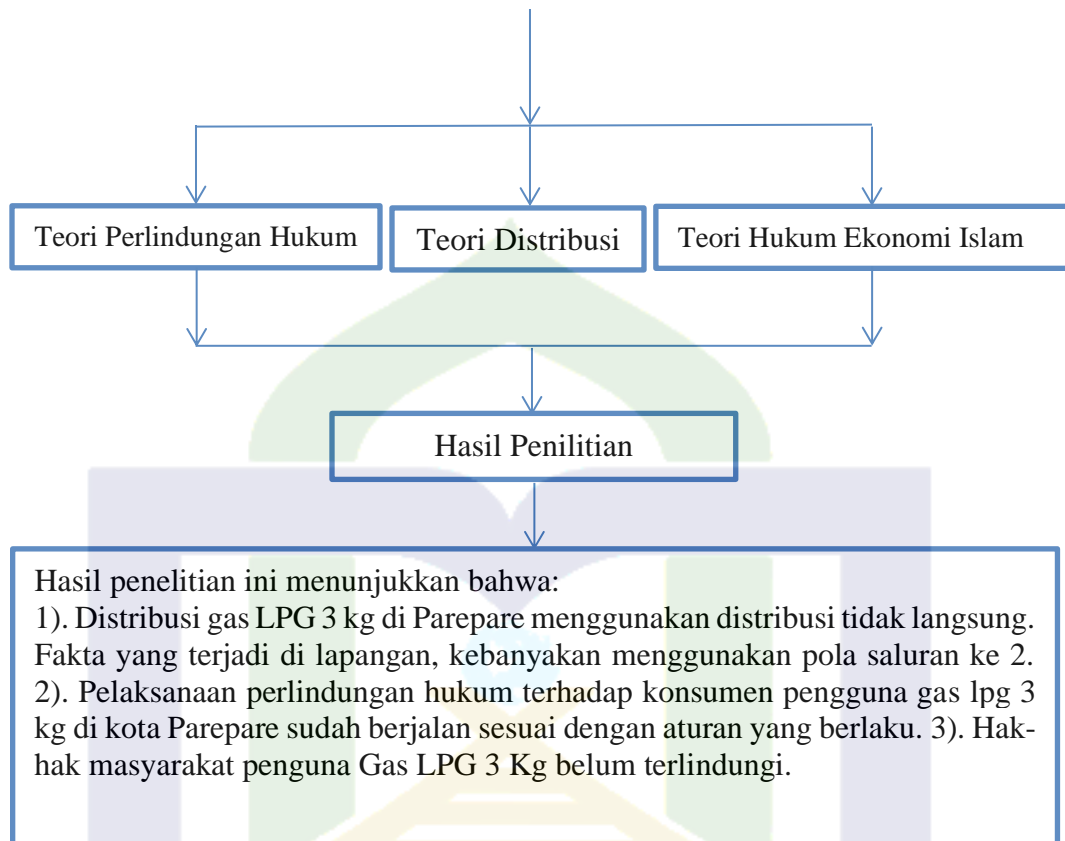 Teori Perlindungan Hukum
Teori Distribusi
Teori Hukum Ekonomi Islam
Hasil Penilitian
Hasil penelitian ini menunjukkan bahwa:
1). Distribusi gas LPG 3 kg di Parepare menggunakan distribusi tidak langsung.
Fakta yang terjadi di lapangan, kebanyakan menggunakan pola saluran ke 2.
2). Pelaksanaan perlindungan hukum terhadap konsumen pengguna gas lpg 3
kg di kota Parepare sudah berjalan sesuai dengan aturan yang berlaku. 3). Hak-
hak masyarakat penguna Gas LPG 3 Kg belum terlindungi.